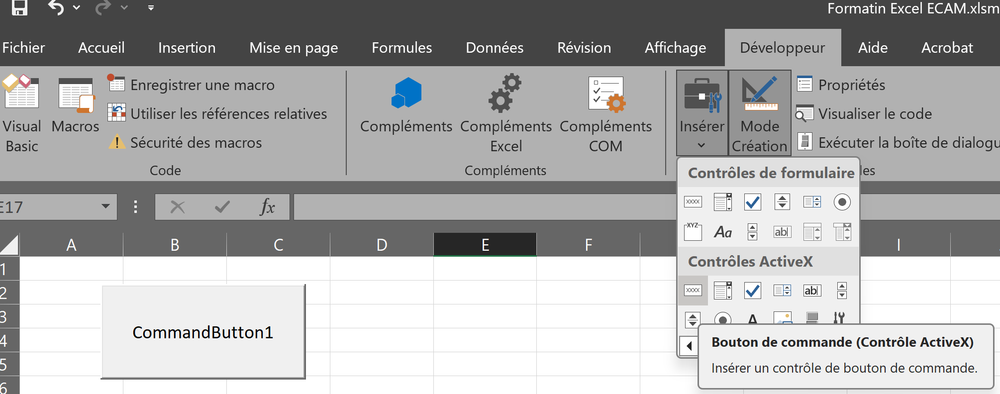 Formatin Excel ECAM.xlsm
Fichier Accueil Insertion Mise en page Formules Données Révision Affichage Développeur Aide Acrobat
Visual Basic
Macros
Enregistrer une macro
Utiliser les références relatives
Sécurité des macros
Code
Compléments
Compléments Excel
Compléments COM
Compléments
Insérer
Mode Création
Propriétés
Visualiser le code
Exécuter la boîte de dialogu
les
E17
fx
Contrôles de formulaire
XXXX
XYZ Aa ab
Contrôles ActiveX
XXXX ab
A
Bouton de commande (Contrôle ActiveX)
Insérer un contrôle de bouton de commande.
A B C D E F I
1
2
3
4
5
6
CommandButton1